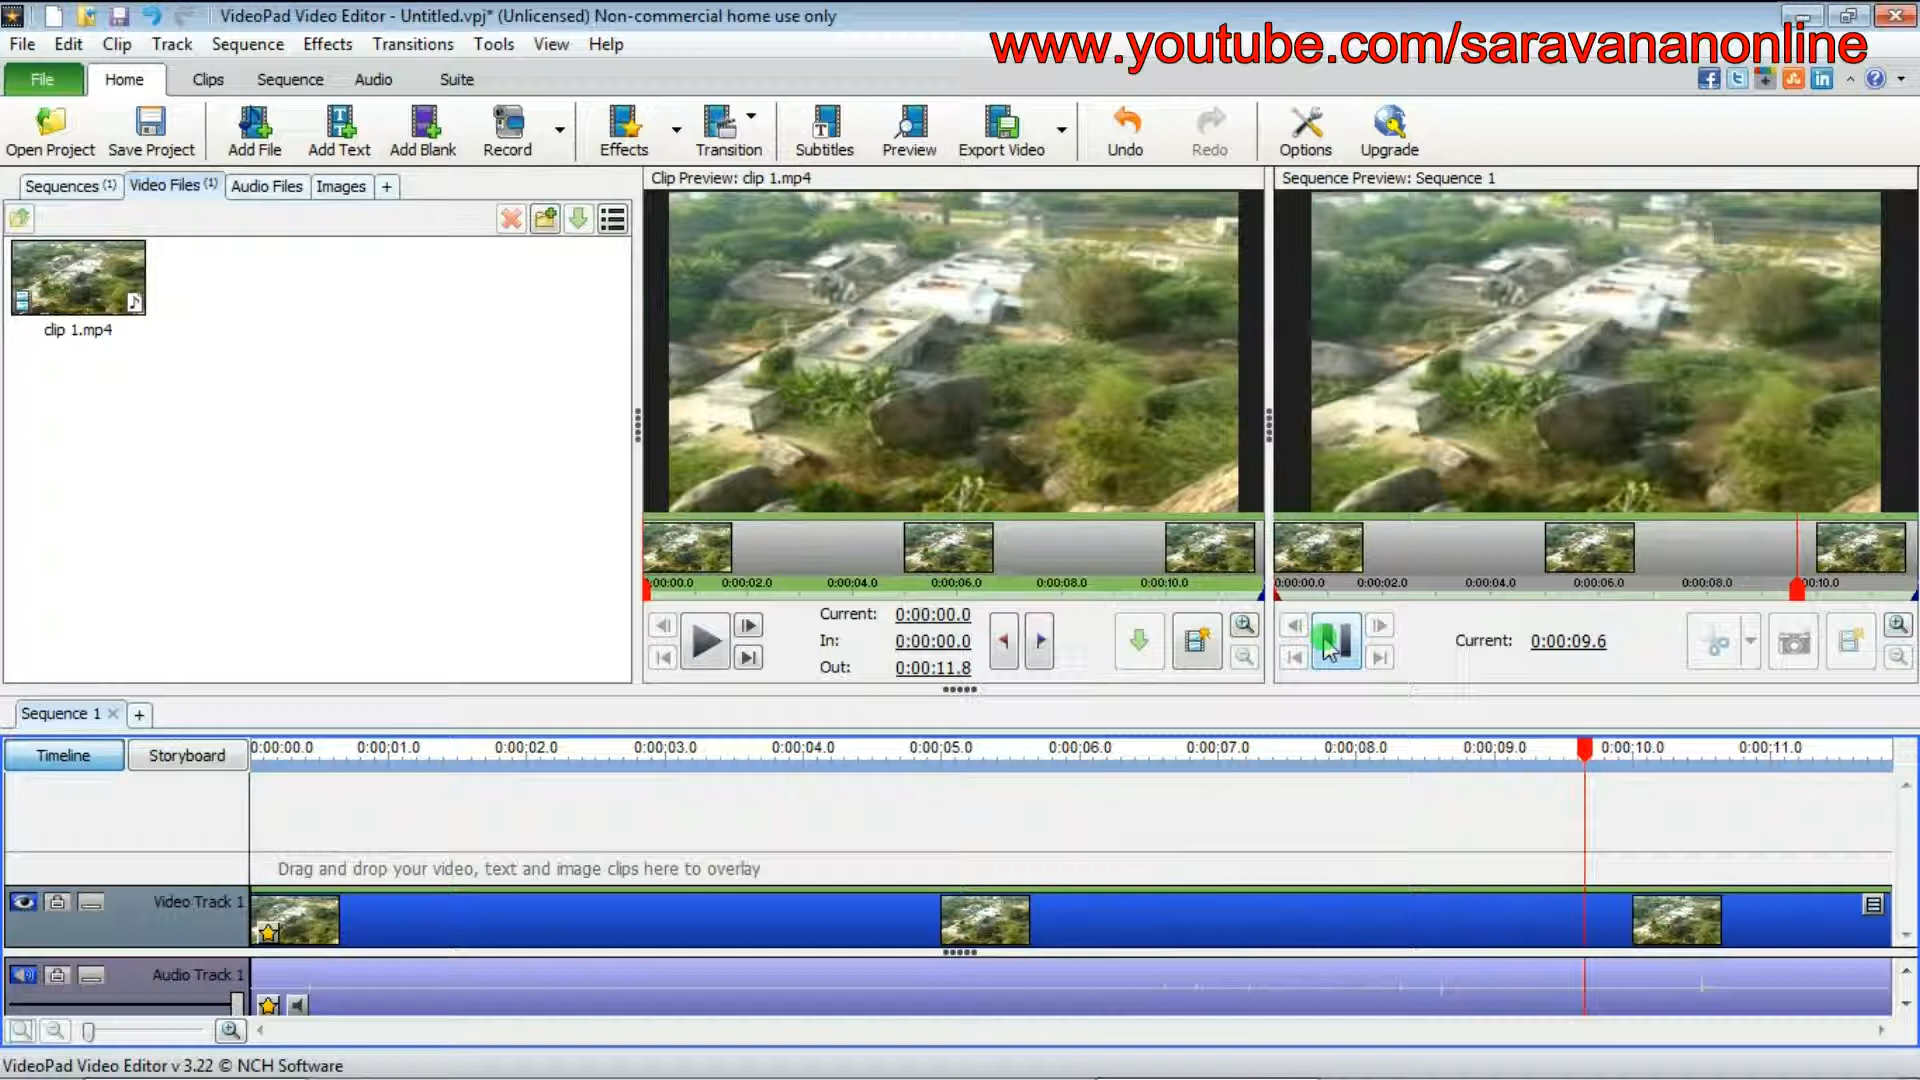 VideoPad Video Editor - Untitled.vpj* (Unlicensed) Non-commercial home use only
www.youtube.com/saravananonline
File Edit Clip Track Sequence Effects Transitions Tools View Help
File Home Clips Sequence Audio Suite
Open Project Save Project Add File Add Text Add Blank Record Effects Transition Subtitles Preview Export Video Undo Redo Options Upgrade
Sequences (1) Video Files (1) Audio Files Images +
clip 1.mp4
Clip Preview: clip 1.mp4
0:00:00.0 0:00:02.0 0:00:04.0 0:00:06.0 0:00:08.0 0:00:10.0
Current: 0:00:00.0
In: 0:00:00.0
Out: 0:00:11.8
Sequence Preview: Sequence 1
0:00:00.0 0:00:02.0 0:00:04.0 0:00:06.0 0:00:08.0 00:10.0
Current: 0:00:09.6
Sequence 1 +
Timeline Storyboard 0:00;00.0 0:00;01.0 0:00;02.0 0:00;03.0 0:00;04.0 0:00;05.0 0:00;06.0 0:00;07.0 0:00;08.0 0:00;09.0 0:00;10.0 0:00;11.0
Drag and drop your video, text and image clips here to overlay
Video Track 1
Audio Track 1
VideoPad Video Editor v 3.22 © NCH Software